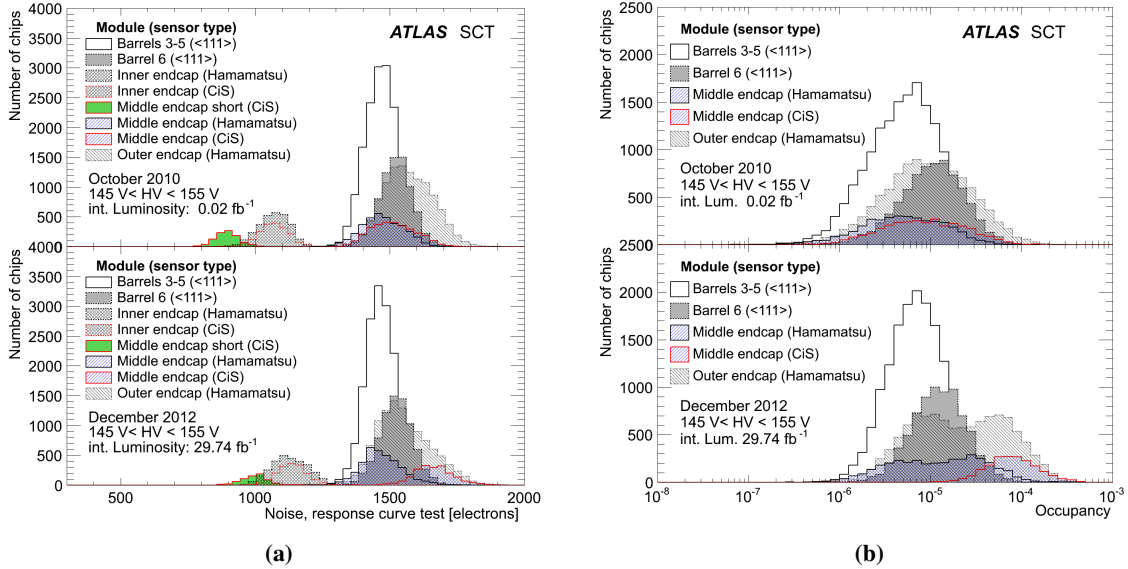 4000
3500
3000
2500
2000
1500
1000
500
4000
Number of chips
ATLAS SCT
Module (sensor type)
Barrels 3-5 (<111>)
Barrel 6 (<111>)
Inner endcap (Hamamatsu)
Inner endcap (CiS)
Middle endcap short (CiS)
Middle endcap (Hamamatsu)
Middle endcap (CiS)
Outer endcap (Hamamatsu)
October 2010
145 V< HV < 155 V
int. Luminosity: 0.02 fb-1
3500
3000
2500
2000
1500
1000
500
0
Number of chips
Module (sensor type)
Barrels 3-5 (<111>)
Barrel 6 (<111>)
Inner endcap (Hamamatsu)
Inner endcap (CiS)
Middle endcap short (CiS)
Middle endcap (Hamamatsu)
Middle endcap (CiS)
Outer endcap (Hamamatsu)
December 2012
145 V< HV < 155 V
int. Luminosity: 29.74 fb-1
500 1000 1500 2000
Noise, response curve test [electrons]
(a)
2500
2000
1500
1000
500
2500
Number of chips
ATLAS SCT
Module (sensor type)
Barrels 3-5 (<111>)
Barrel 6 (<111>)
Middle endcap (Hamamatsu)
Middle endcap (CiS)
Outer endcap (Hamamatsu)
October 2010
145 V< HV < 155 V
int. Lum. 0.02 fb-1
2000
1500
1000
500
0
Number of chips
Module (sensor type)
Barrels 3-5 (<111>)
Barrel 6 (<111>)
Middle endcap (Hamamatsu)
Middle endcap (CiS)
Outer endcap (Hamamatsu)
December 2012
145 V< HV < 155 V
int. Lum. 29.74 fb-1
10-8 10-7 10-6 10-5 10-4 10-3
Occupancy
(b)